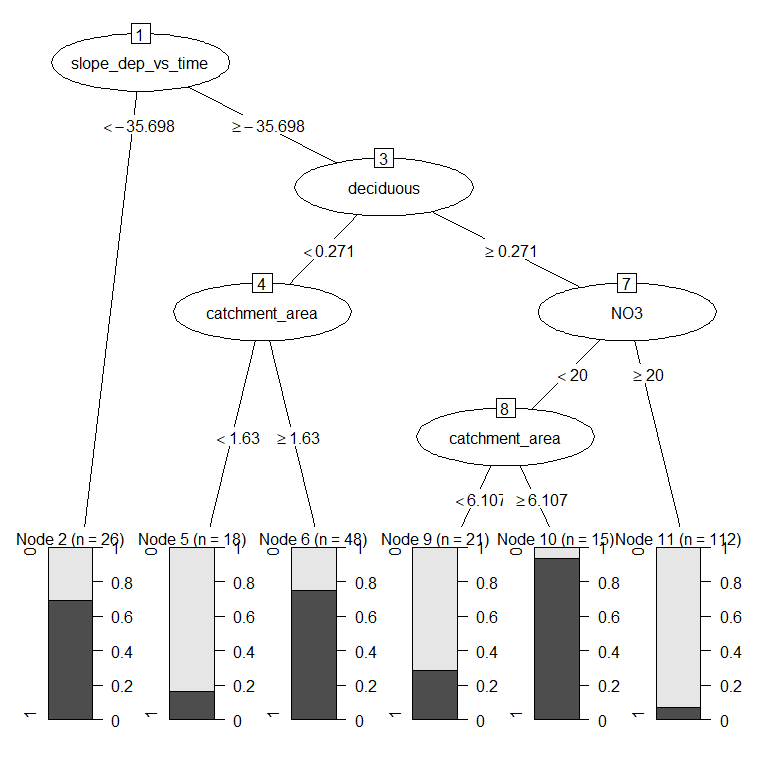 1
slope_dep_vs_time
<−35.698
≥−35.698
3
deciduous
<0.271
≥0.271
4
catchment_area
7
NO3
<20
≥20
8
catchment_area
<1.63
≥1.63
<6.107
≥6.107
Node 2 (n = 26)
Node 5 (n = 18)
Node 6 (n = 48)
Node 9 (n = 21)
Node 10 (n = 15)
Node 11 (n = 112)
0 1
0 1
0 1
0 1
0 1
0 1
0.8 0.8 0.8 0.8 0.8 0.8
0.6 0.6 0.6 0.6 0.6 0.6
0.4 0.4 0.4 0.4 0.4 0.4
0.2 0.2 0.2 0.2 0.2 0.2
1 0 1 0 1 0 1 0 1 0 1 0